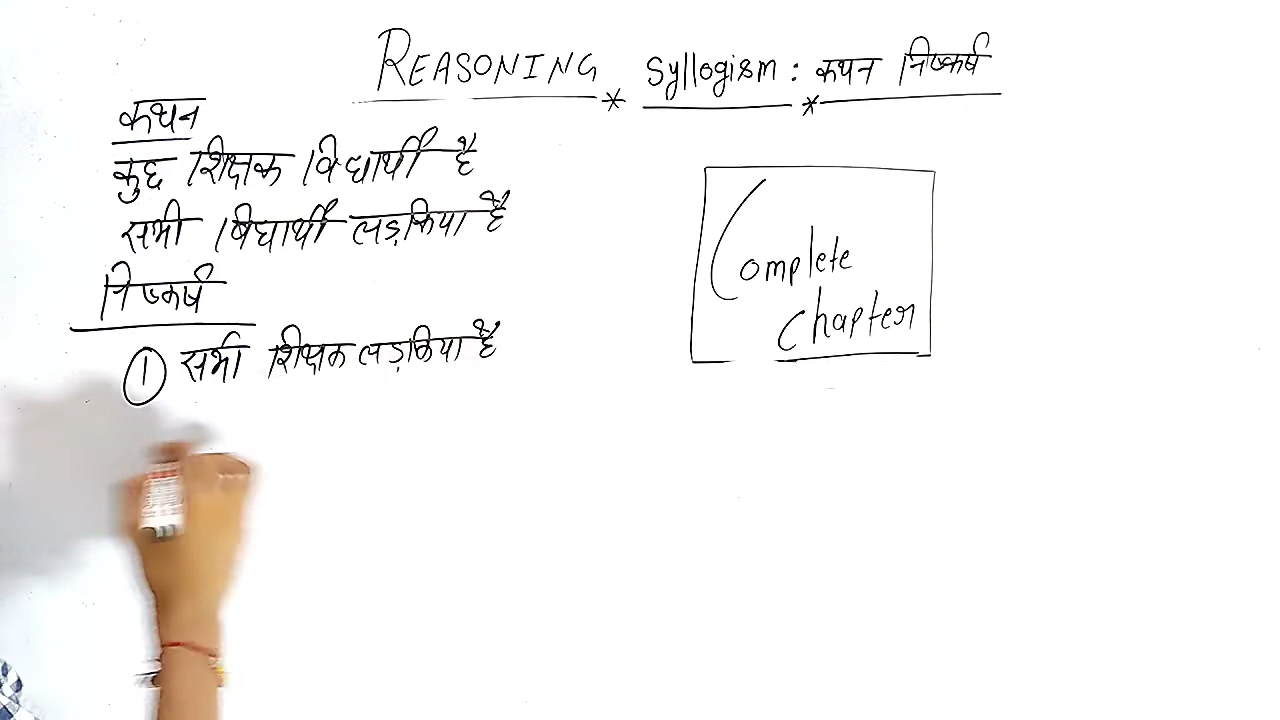 REASONING Syllogism : कथन निष्कर्ष
कथन
कुछ शिक्षक विद्यार्थी है
सभी विद्यार्थी लड़किया है
निष्कर्ष
① सभी शिक्षक लड़किया है
Complete
Chapter